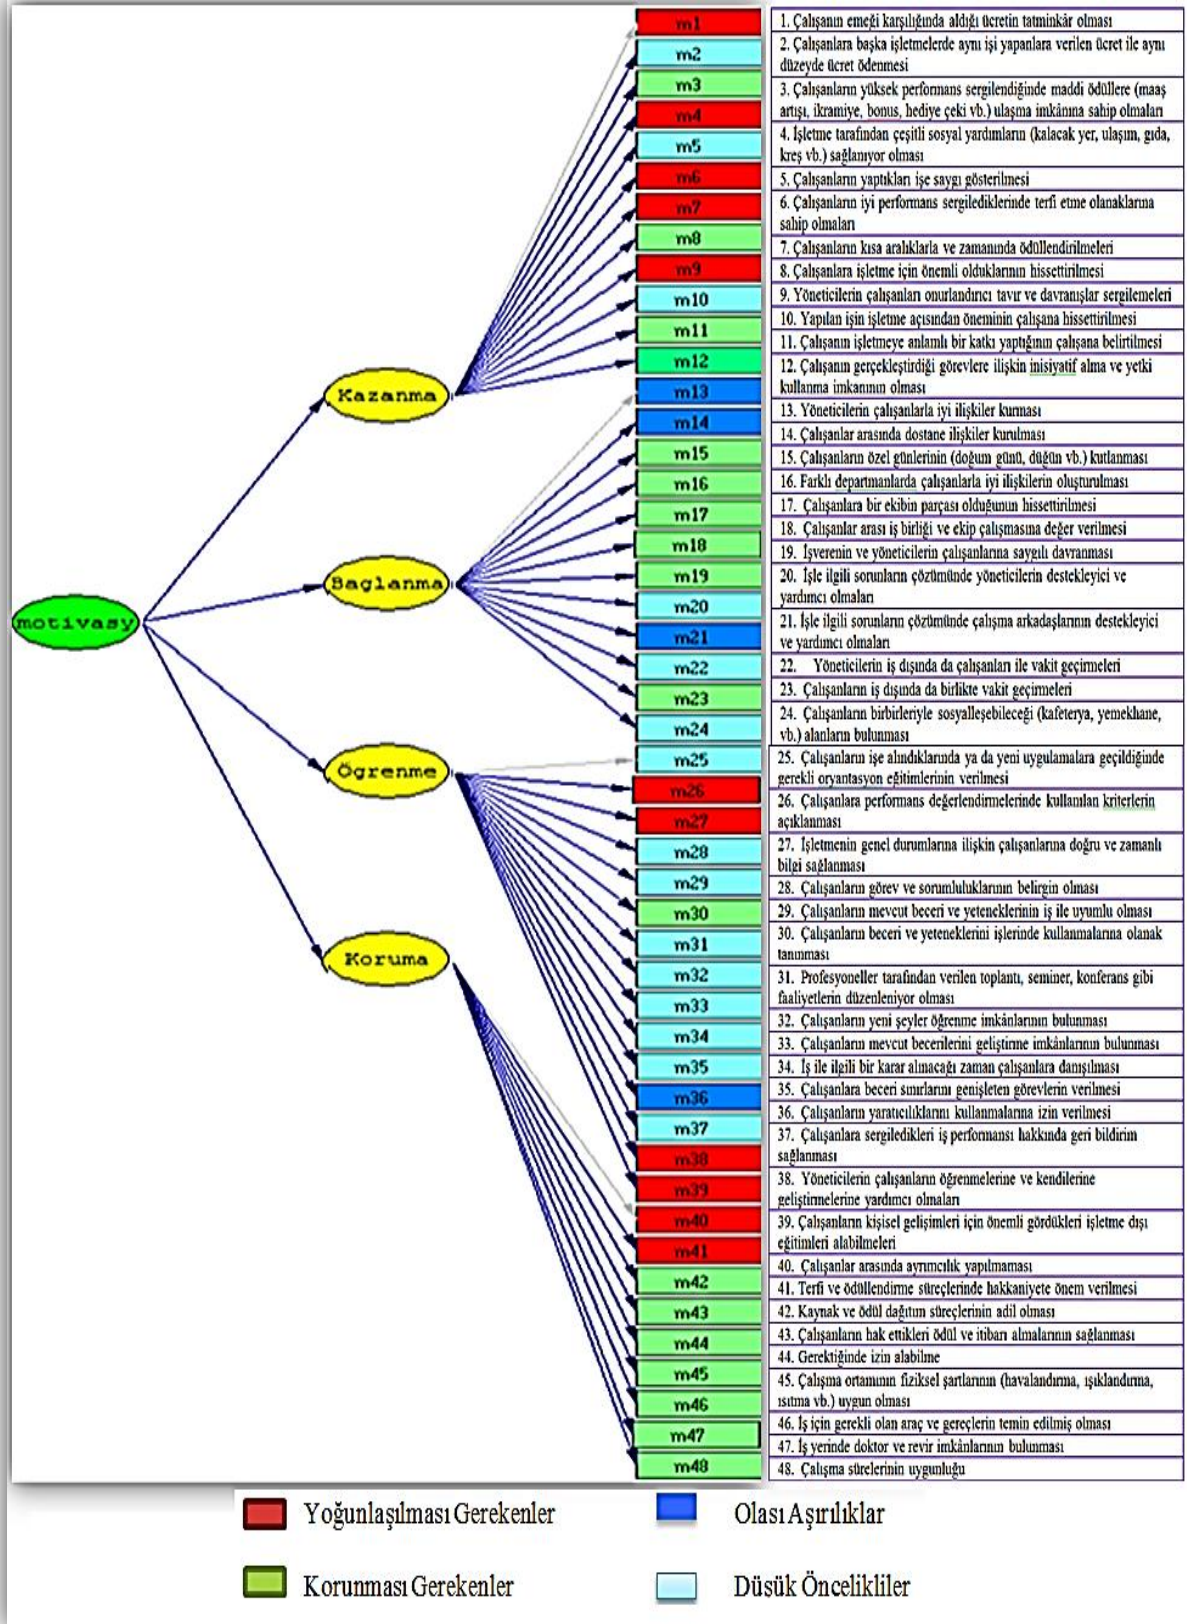 motivasy
Kazanma
Baglanma
Ögrenme
Koruma
m1
m2
m3
m4
m5
m6
m7
m8
m9
m10
m11
m12
m13
m14
m15
m16
m17
m18
m19
m20
m21
m22
m23
m24
m25
m26
m27
m28
m29
m30
m31
m32
m33
m34
m35
m36
m37
m38
m39
m40
m41
m42
m43
m44
m45
m46
m47
m48
1. Çalışanın emeği karşılığında aldığı ücretin tatminkâr olması
2. Çalışanlara başka işletmelerde aynı işi yapanlara verilen ücret ile aynı
düzeyde ücret ödenmesi
3. Çalışanların yüksek performans sergilendiğinde maddi ödüllere (maaş
artışı, ikramiye, bonus, hediye çeki vb.) ulaşma imkânına sahip olmaları
4. İşletme tarafından çeşitli sosyal yardımların (kalacak yer, ulaşım, gıda,
kreş vb.) sağlanıyor olması
5. Çalışanların yaptıkları işe saygı gösterilmesi
6. Çalışanların iyi performans sergilediklerinde terfi etme olanaklarına
sahip olmaları
7. Çalışanların kısa aralıklarla ve zamanında ödüllendirilmeleri
8. Çalışanlara işletme için önemli olduklarının hissettirilmesi
9. Yöneticilerin çalışanları onurlandırıcı tavır ve davranışlar sergilemeleri
10. Yapılan işin işletme açısından öneminin çalışana hissettirilmesi
11. Çalışanın işletmeye anlamlı bir katkı yaptığının çalışana belirtilmesi
12. Çalışanın gerçekleştirdiği görevlere ilişkin inisiyatif alma ve yetki
kullanma imkanının olması
13. Yöneticilerin çalışanlarla iyi ilişkiler kurması
14. Çalışanlar arasında dostane ilişkiler kurulması
15. Çalışanların özel günlerinin (doğum günü, düğün vb.) kutlanması
16. Farklı departmanlarda çalışanlarla iyi ilişkilerin oluşturulması
17. Çalışanlara bir ekibin parçası olduğunun hissettirilmesi
18. Çalışanlar arası iş birliği ve ekip çalışmasına değer verilmesi
19. İşverenin ve yöneticilerin çalışanlarına saygılı davranması
20. İşle ilgili sorunların çözümünde yöneticilerin destekleyici ve
yardımcı olmaları
21. İşle ilgili sorunların çözümünde çalışma arkadaşlarının destekleyici
ve yardımcı olmaları
22. Yöneticilerin iş dışında da çalışanları ile vakit geçirmeleri
23. Çalışanların iş dışında da birlikte vakit geçirmeleri
24. Çalışanların birbirleriyle sosyalleşebileceği (kafeterya, yemekhane,
vb.) alanların bulunması
25. Çalışanların işe alındıklarında ya da yeni uygulamalara geçildiğinde
gerekli oryantasyon eğitimlerinin verilmesi
26. Çalışanlara performans değerlendirmelerinde kullanılan kriterlerin
açıklanması
27. İşletmenin genel durumlarına ilişkin çalışanlarına doğru ve zamanlı
bilgi sağlanması
28. Çalışanların görev ve sorumluluklarının belirgin olması
29. Çalışanların mevcut beceri ve yeteneklerinin iş ile uyumlu olması
30. Çalışanların beceri ve yeteneklerini işlerinde kullanmalarına olanak
tanınması
31. Profesyoneller tarafından verilen toplantı, seminer, konferans gibi
faaliyetlerin düzenleniyor olması
32. Çalışanların yeni şeyler öğrenme imkânlarının bulunması
33. Çalışanların mevcut becerilerini geliştirme imkânlarının bulunması
34. İş ile ilgili bir karar alınacağı zaman çalışanlara danışılması
35. Çalışanlara beceri sınırlarını genişleten görevlerin verilmesi
36. Çalışanların yaratıcılıklarını kullanmalarına izin verilmesi
37. Çalışanlara sergiledikleri iş performansı hakkında geri bildirim
sağlanması
38. Yöneticilerin çalışanların öğrenmelerine ve kendilerine
geliştirmelerine yardımcı olmaları
39. Çalışanların kişisel gelişimleri için önemli gördükleri işletme dışı
eğitimleri alabilmeleri
40. Çalışanlar arasında ayrımcılık yapılmaması
41. Terfi ve ödüllendirme süreçlerinde hakkaniyete önem verilmesi
42. Kaynak ve ödül dağıtım süreçlerinin adil olması
43. Çalışanların hak ettikleri ödül ve itibarı almalarının sağlanması
44. Gerektiğinde izin alabilme
45. Çalışma ortamının fiziksel şartlarının (havalandırma, ışıklandırma,
ısıtma vb.) uygun olması
46. İş için gerekli olan araç ve gereçlerin temin edilmiş olması
47. İş yerinde doktor ve revir imkânlarının bulunması
48. Çalışma sürelerinin uygunluğu
Yoğunlaşılması Gerekenler
Olası Aşırılıklar
Korunması Gerekenler
Düşük Öncelikliler